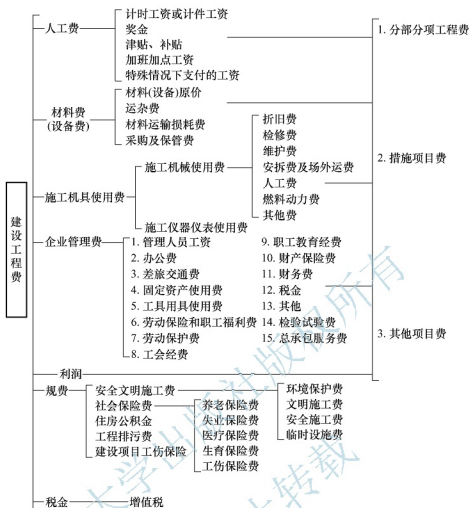 建设工程费
人工费
计时工资或计件工资
奖金
津贴、补贴
加班加点工资
特殊情况下支付的工资
材料费
(设备费)
材料(设备)原价
运杂费
材料运输损耗费
采购及保管费
施工机具使用费
施工机械使用费
折旧费
检修费
维护费
安拆费及场外运费
人工费
燃料动力费
其他费
施工仪器仪表使用费
企业管理费
1. 管理人员工资
2. 办公费
3. 差旅交通费
4. 固定资产使用费
5. 工具用具使用费
6. 劳动保险和职工福利费
7. 劳动保护费
8. 工会经费
9. 职工教育经费
10. 财产保险费
11. 财务费
12. 税金
13. 其他
14. 检验试验费
15. 总承包服务费
利润
规费
安全文明施工费
环境保护费
文明施工费
安全施工费
临时设施费
社会保险费
养老保险费
失业保险费
医疗保险费
生育保险费
工伤保险费
住房公积金
工程排污费
建设项目工伤保险
税金
增值税
1. 分部分项工程费
2. 措施项目费
3. 其他项目费
大学出版社版权所有
转载